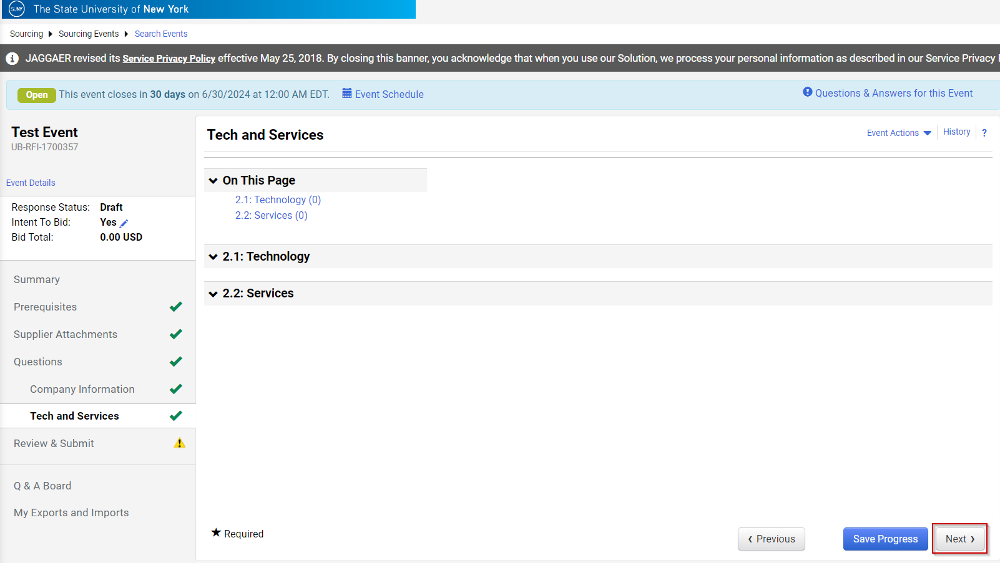 SUNY The State University of New York
Sourcing Sourcing Events Search Events
JAGGAER revised its Service Privacy Policy effective May 25, 2018. By closing this banner, you acknowledge that when you use our Solution, we process your personal information as described in our Service Privacy
Open This event closes in 30 days on 6/30/2024 at 12:00 AM EDT. Event Schedule
Questions & Answers for this Event
Test Event
UB-RFI-1700357
Event Details
Response Status: Draft
Intent To Bid: Yes
Bid Total: 0.00 USD
Summary
Prerequisites
Supplier Attachments
Questions
Company Information
Tech and Services
Review & Submit
Q & A Board
My Exports and Imports
Tech and Services
Event Actions History ?
On This Page
2.1: Technology (0)
2.2: Services (0)
2.1: Technology
2.2: Services
★ Required
‹ Previous Save Progress Next ›